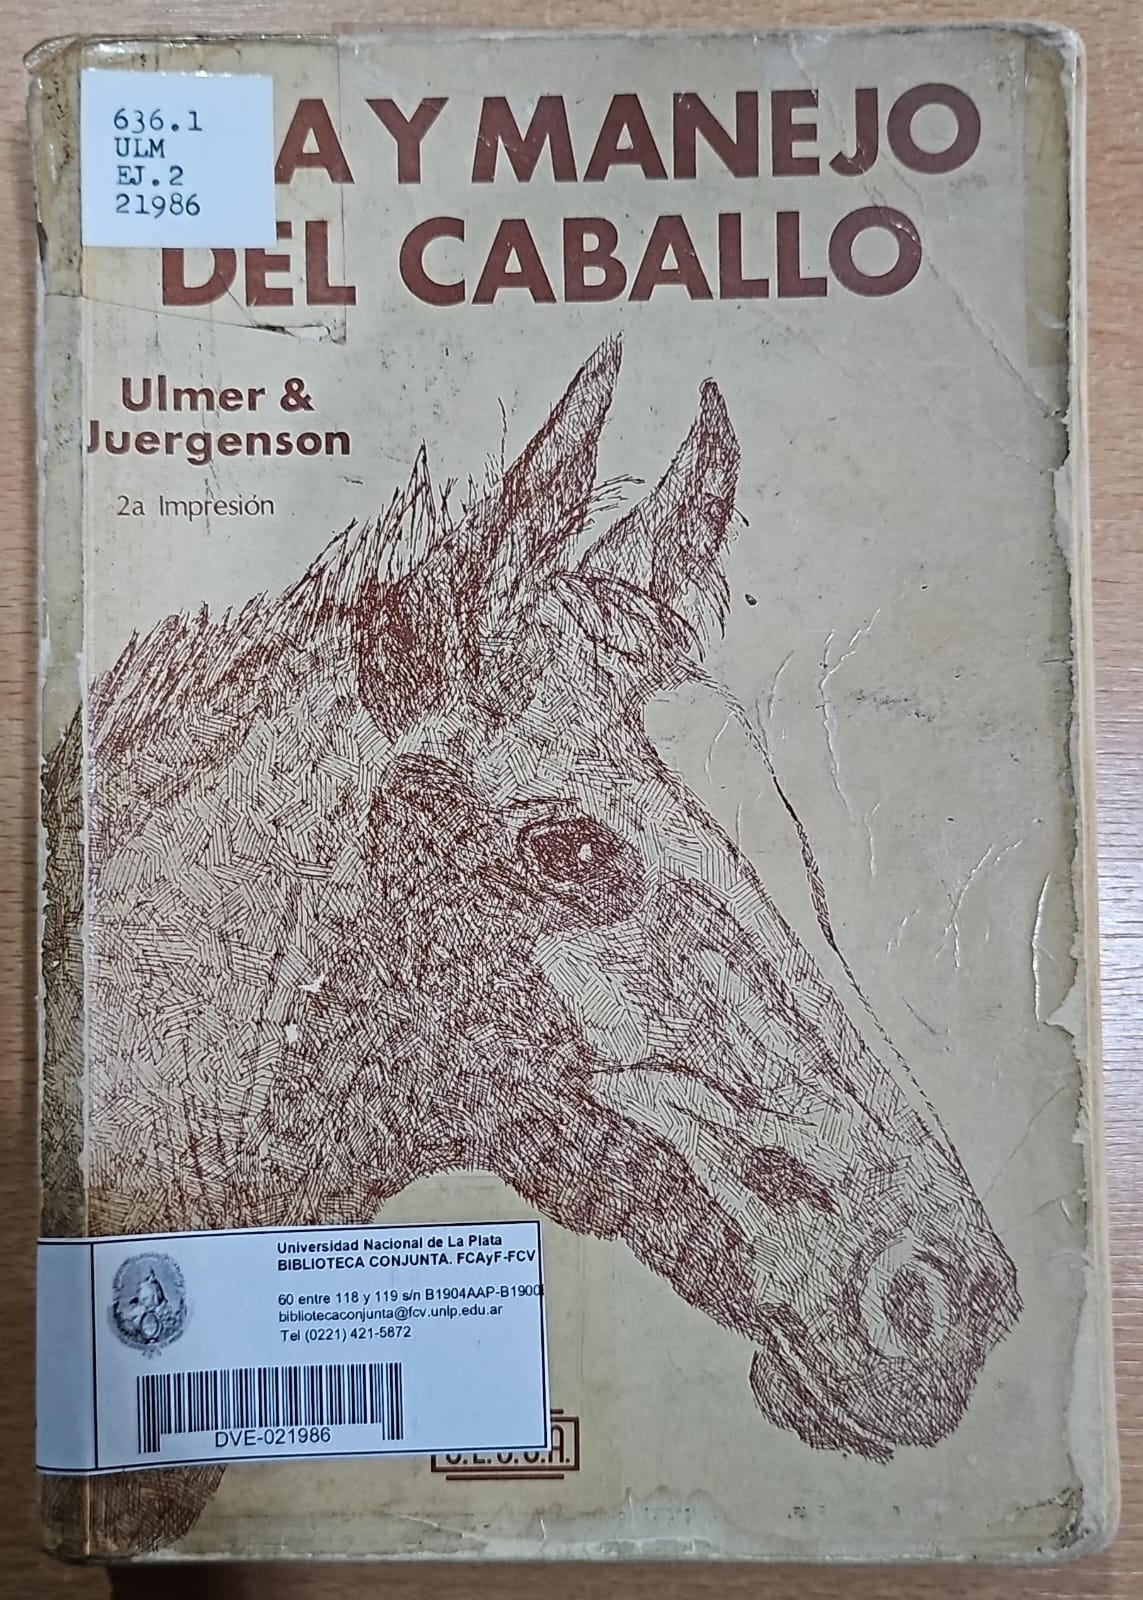 636.1
ULM
EJ.2
21986
A Y MANEJO
DEL CABALLO
Ulmer &
Juergenson
2a Impresión
Universidad Nacional de La Plata
BIBLIOTECA CONJUNTA. FCAyF-FCV
60 entre 118 y 119 s/n B1904AAP-B1900
bibliotecaconjunta@fcv.unlp.edu.ar
Tel (0221) 421-5872
DVE-021986